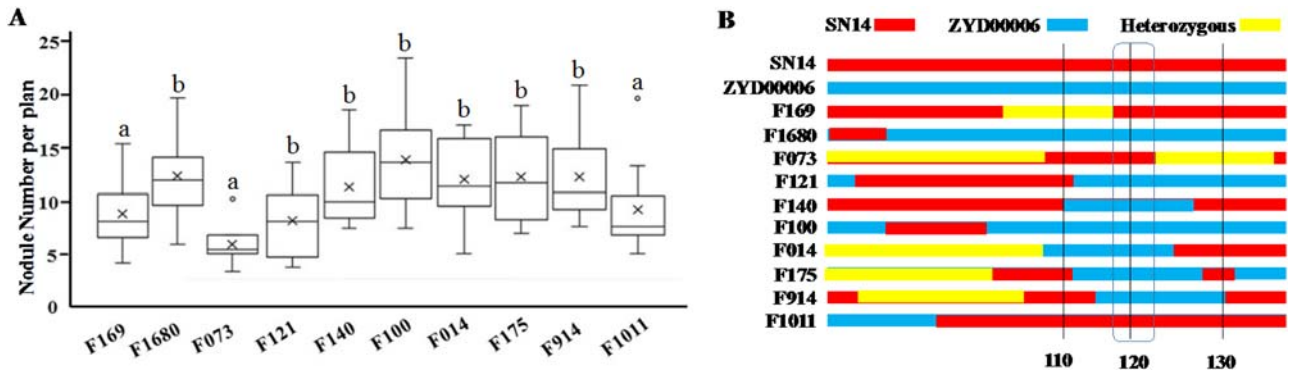 A
Nodule Number per plan
25
20
15
10
5
0
a
b
a
b
b
b
b
b
b
a
F169
F1680
F073
F121
F140
F100
F014
F175
F914
F1011
B
SN14 ZYD00006 Heterozygous
SN14
ZYD00006
F169
F1680
F073
F121
F140
F100
F014
F175
F914
F1011
110 120 130